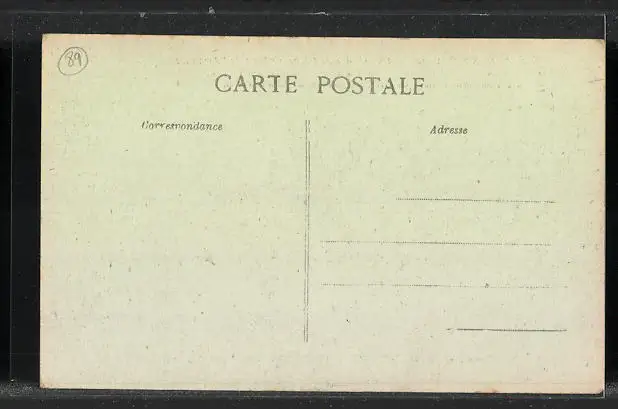 89
CARTE POSTALE
Correspondance
Adresse